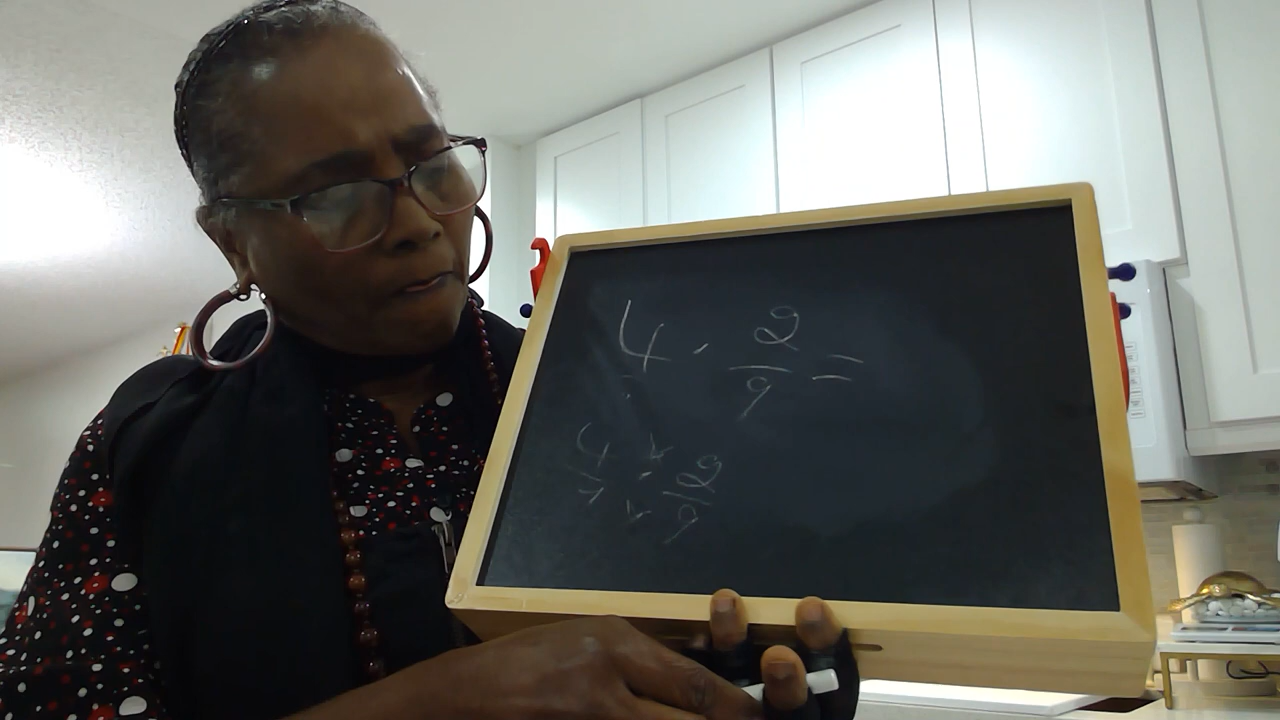 4 · 2/9 =
4/1 · 2/9